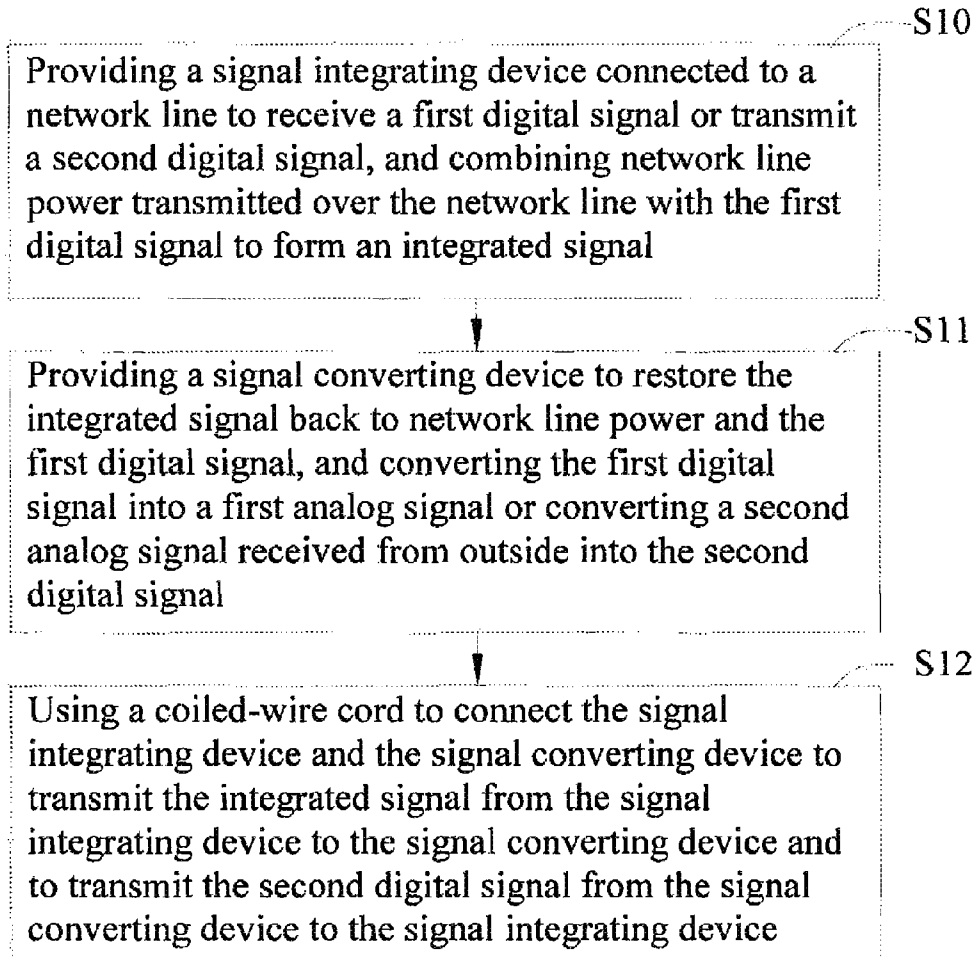 S10
Providing a signal integrating device connected to a
network line to receive a first digital signal or transmit
a second digital signal, and combining network line
power transmitted over the network line with the first
digital signal to form an integrated signal
S11
Providing a signal converting device to restore the
integrated signal back to network line power and the
first digital signal, and converting the first digital
signal into a first analog signal or converting a second
analog signal received from outside into the second
digital signal
S12
Using a coiled-wire cord to connect the signal
integrating device and the signal converting device to
transmit the integrated signal from the signal
integrating device to the signal converting device and
to transmit the second digital signal from the signal
converting device to the signal integrating device